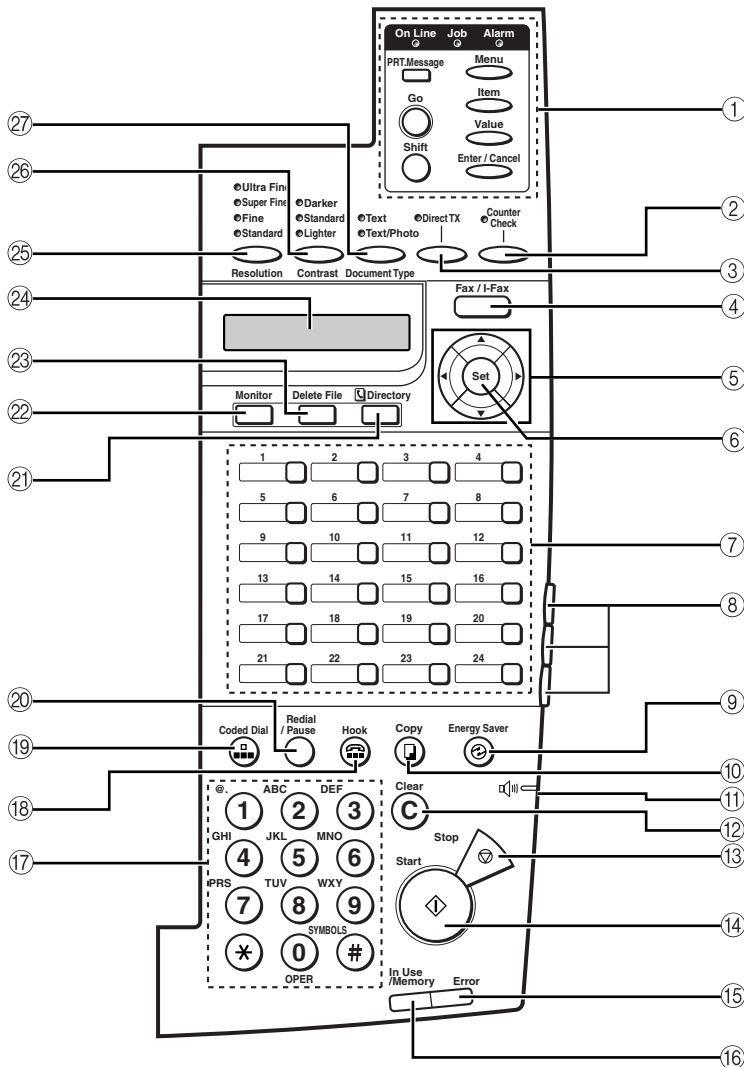 On Line Job Alarm
PRT.Message Menu
Go Item
Value
Shift
Enter / Cancel
①
㉗
㉖
②
Ultra Fine
Super Fine Darker
Fine Standard Text Direct TX Counter Check
Standard Lighter Text/Photo
㉕
③
Resolution Contrast Document Type
Fax / I-Fax
㉔
④
Set
⑤
㉓
Monitor Delete File Directory
㉒
⑥
㉑
1 2 3 4
5 6 7 8
9 10 11 12
⑦
13 14 15 16
⑧
17 18 19 20
21 22 23 24
⑳
Coded Dial Redial / Pause Hook Copy Energy Saver
⑲
⑨
⑩
⑱
@. ABC DEF Clear
⑪
1 2 3 C
⑫
GHI JKL MNO Stop
⑰
4 5 6
⑬
Start
PRS TUV WXY
7 8 9
⑭
SYMBOLS
* 0 #
OPER
In Use /Memory Error
⑮
⑯